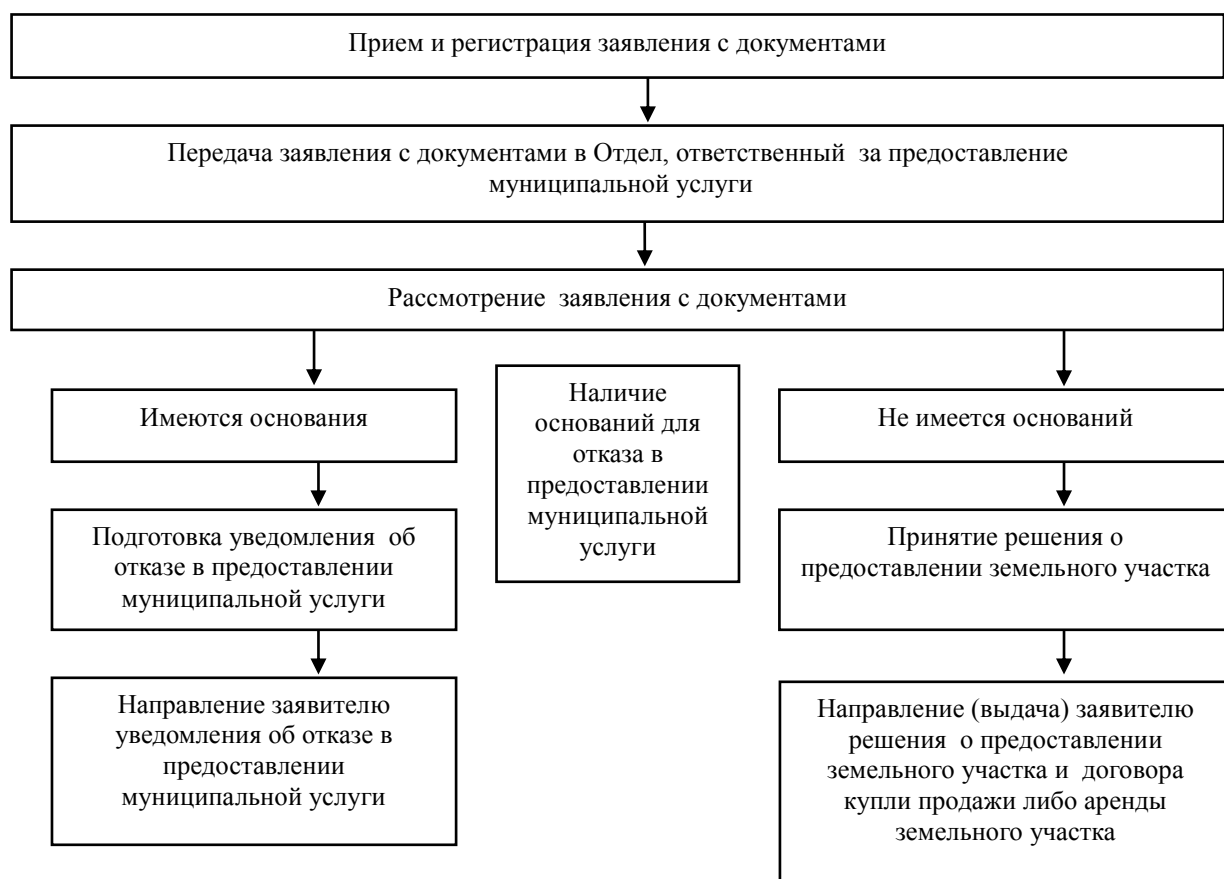 Прием и регистрация заявления с документами
Передача заявления с документами в Отдел, ответственный за предоставление
муниципальной услуги
Рассмотрение заявления с документами
Имеются основания
Наличие
оснований для
отказа в
предоставлении
муниципальной
услуги
Не имеется оснований
Подготовка уведомления об
отказе в предоставлении
муниципальной услуги
Принятие решения о
предоставлении земельного участка
Направление заявителю
уведомления об отказе в
предоставлении
муниципальной услуги
Направление (выдача) заявителю
решения о предоставлении
земельного участка и договора
купли продажи либо аренды
земельного участка